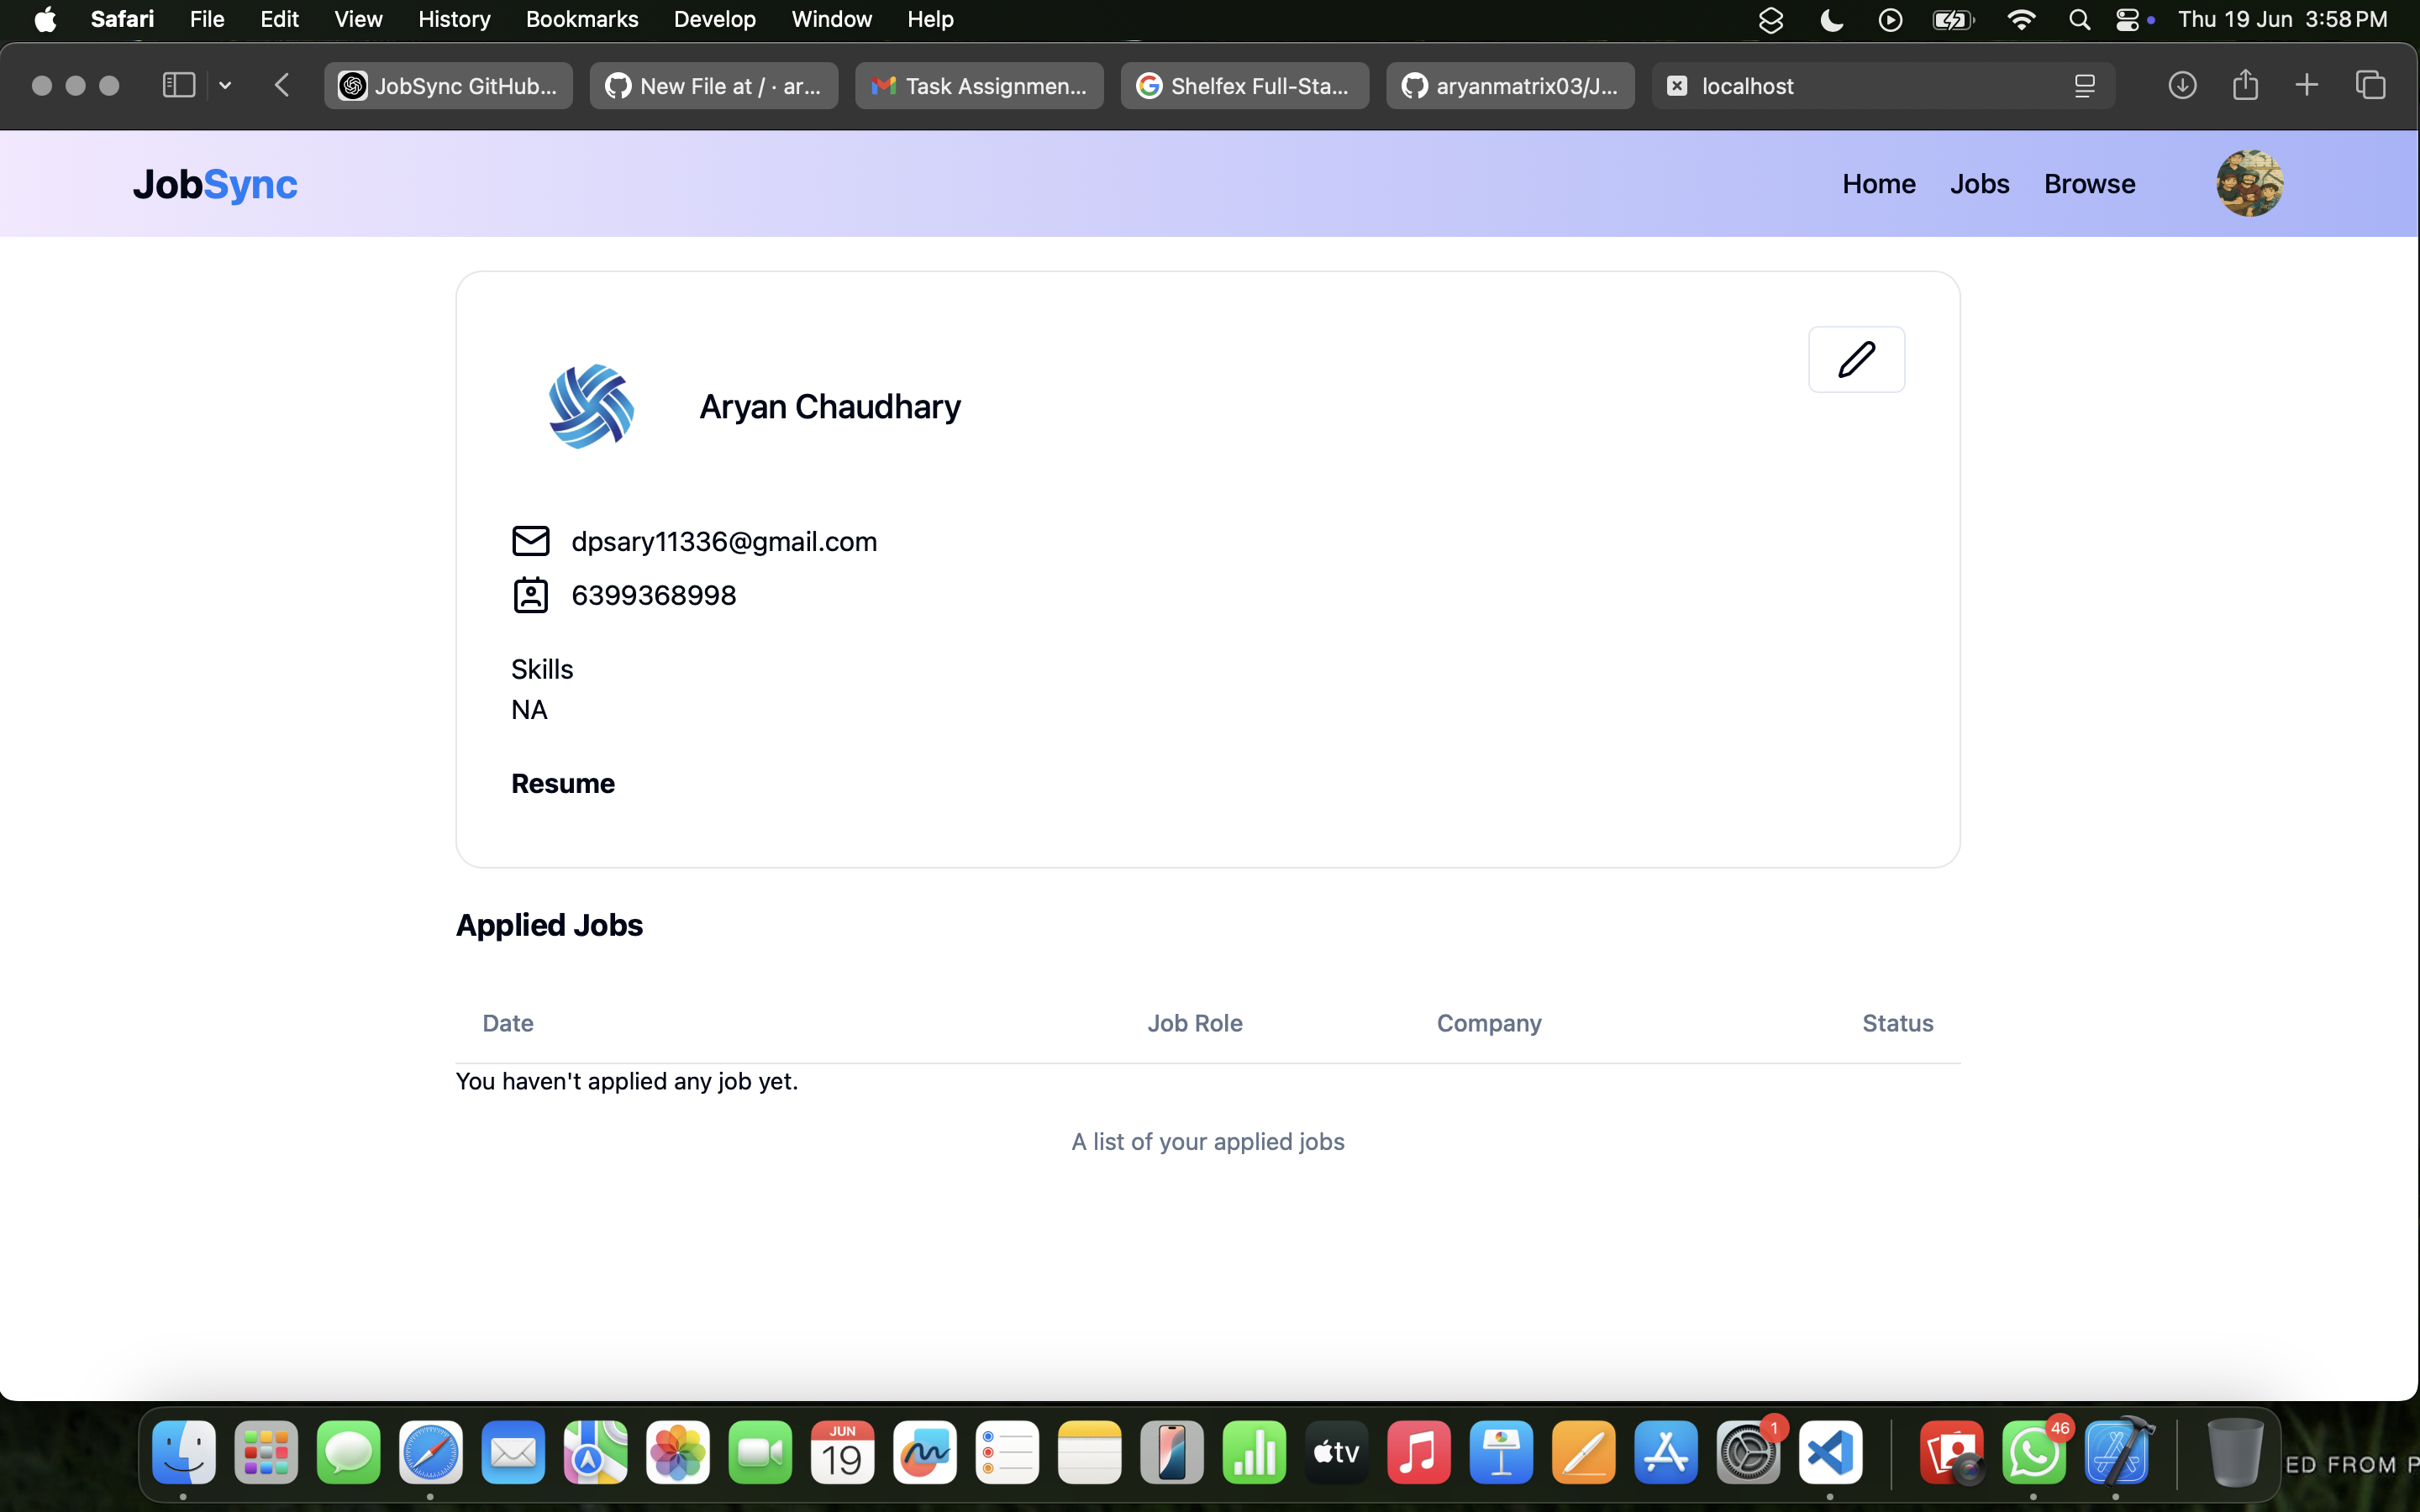 Safari File Edit View History Bookmarks Develop Window Help Thu 19 Jun 3:58 PM
JobSync GitHub... New File at / · ar... Task Assignmen... Shelfex Full-Sta... aryanmatrix03/J... localhost
JobSync Home Jobs Browse
Aryan Chaudhary
dpsary11336@gmail.com
6399368998
Skills
NA
Resume
Applied Jobs
Date Job Role Company Status
You haven't applied any job yet.
A list of your applied jobs
JUN
19
tv
1
46
ED FROM P